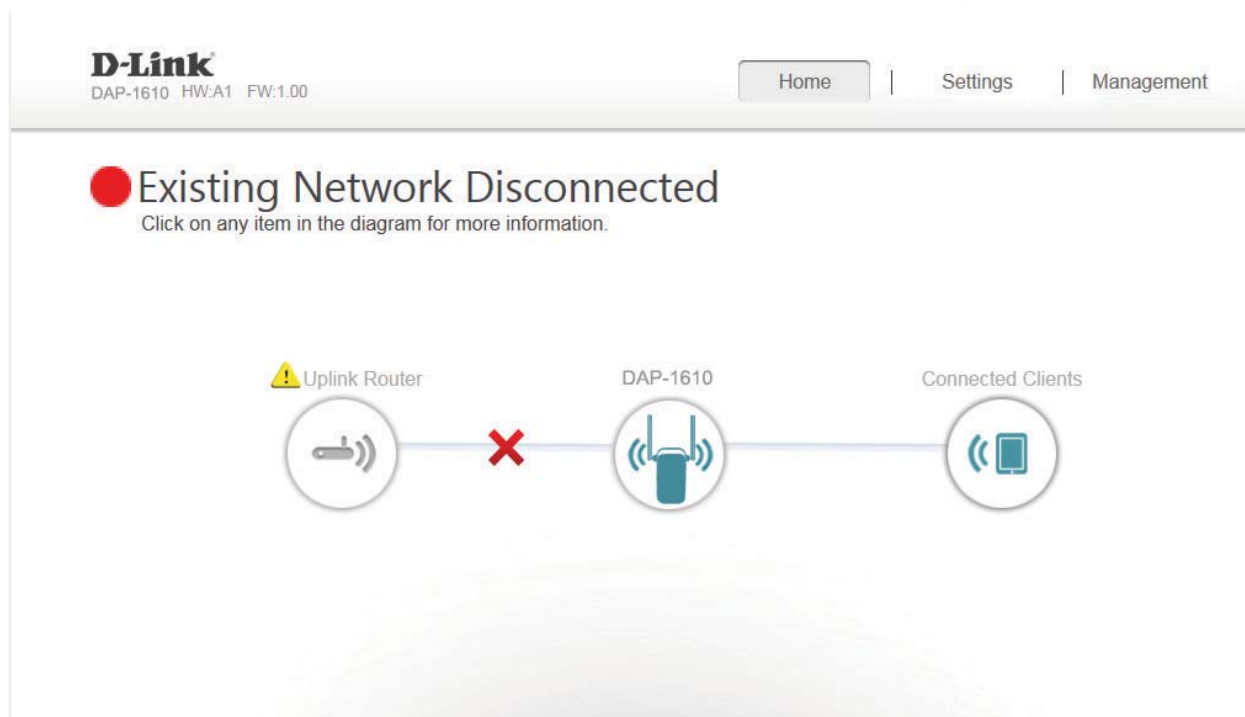 D-Link
DAP-1610 HW:A1 FW:1.00
Home | Settings | Management
Existing Network Disconnected
Click on any item in the diagram for more information.
Uplink Router
DAP-1610
Connected Clients